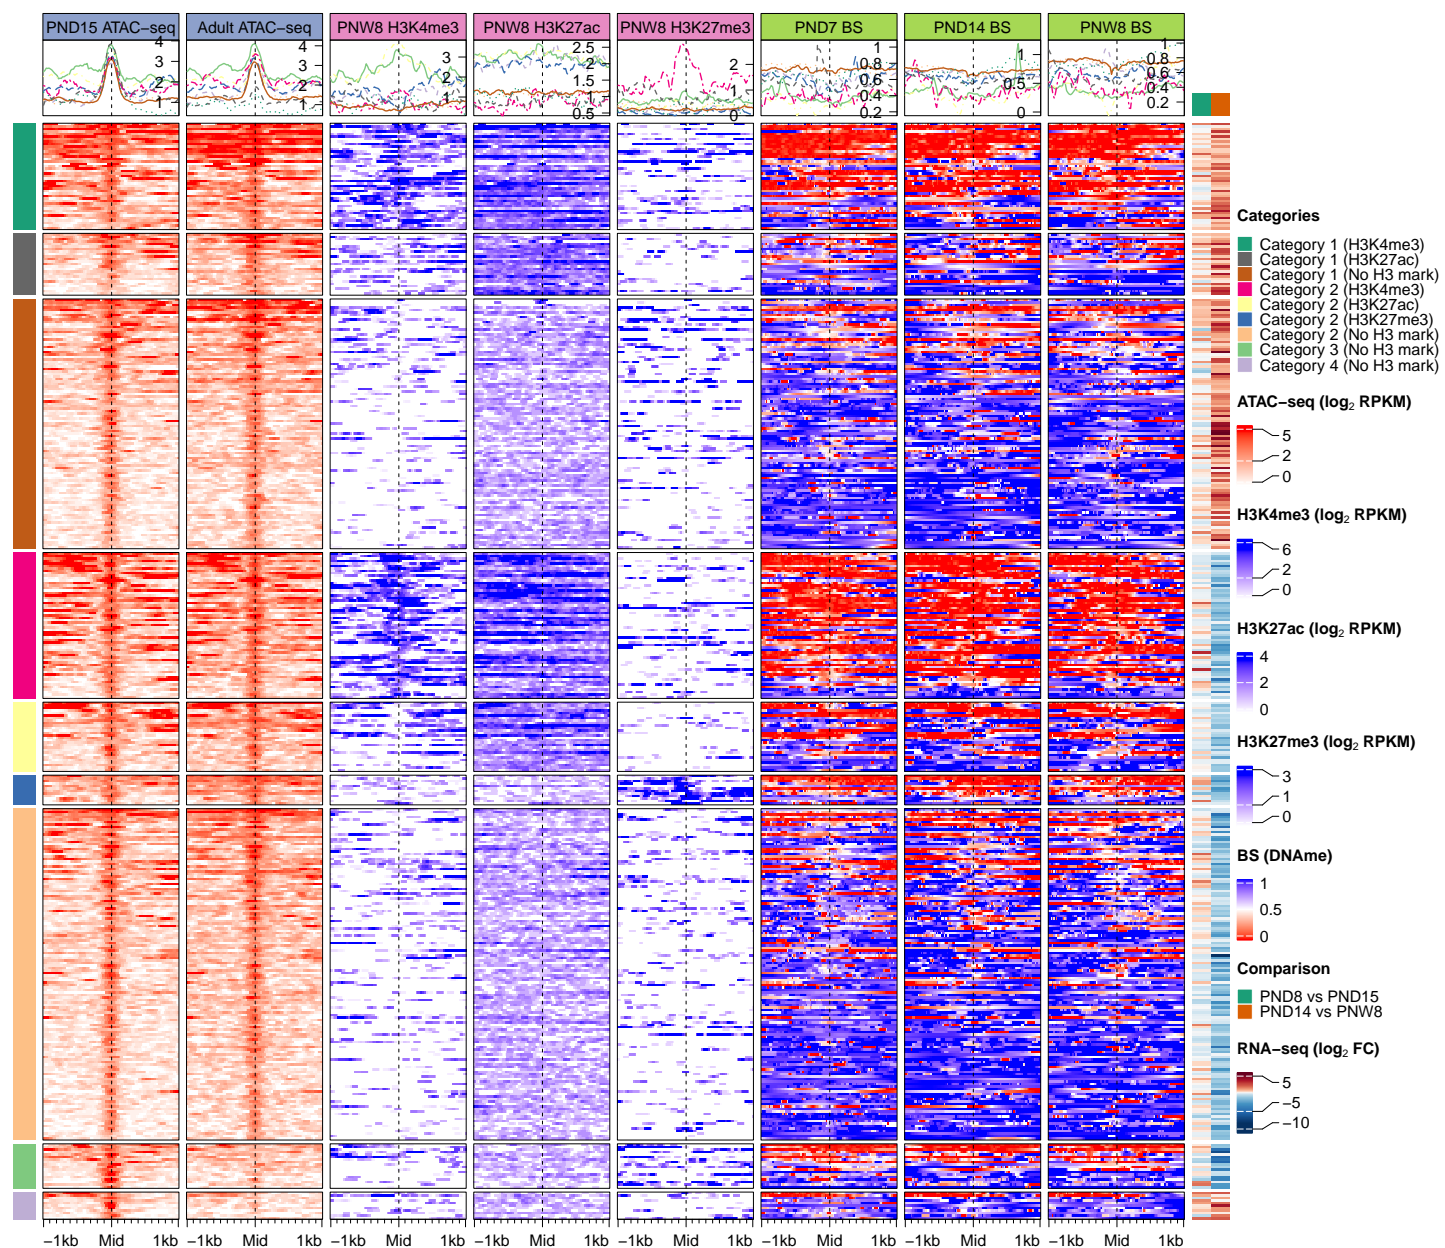 PND15 ATAC−seq
Adult ATAC−seq
PNW8 H3K4me3
PNW8 H3K27ac
PNW8 H3K27me3
PND7 BS
PND14 BS
PNW8 BS
4
3
2
1
4
3
2
1
3
2
1
2.5
2
1.5
1
0.5
2
1
0
1
0.8
0.6
0.4
0.2
1
0.5
0
1
0.8
0.6
0.4
0.2
Categories
Category 1 (H3K4me3)
Category 1 (H3K27ac)
Category 1 (No H3 mark)
Category 2 (H3K4me3)
Category 2 (H3K27ac)
Category 2 (H3K27me3)
Category 2 (No H3 mark)
Category 3 (No H3 mark)
Category 4 (No H3 mark)
ATAC−seq (log₂ RPKM)
5
2
0
H3K4me3 (log₂ RPKM)
6
2
0
H3K27ac (log₂ RPKM)
4
2
0
H3K27me3 (log₂ RPKM)
3
1
0
BS (DNAme)
1
0.5
0
Comparison
PND8 vs PND15
PND14 vs PNW8
RNA−seq (log₂ FC)
5
−5
−10
−1kb Mid 1kb
−1kb Mid 1kb
−1kb Mid 1kb
−1kb Mid 1kb
−1kb Mid 1kb
−1kb Mid 1kb
−1kb Mid 1kb
−1kb Mid 1kb